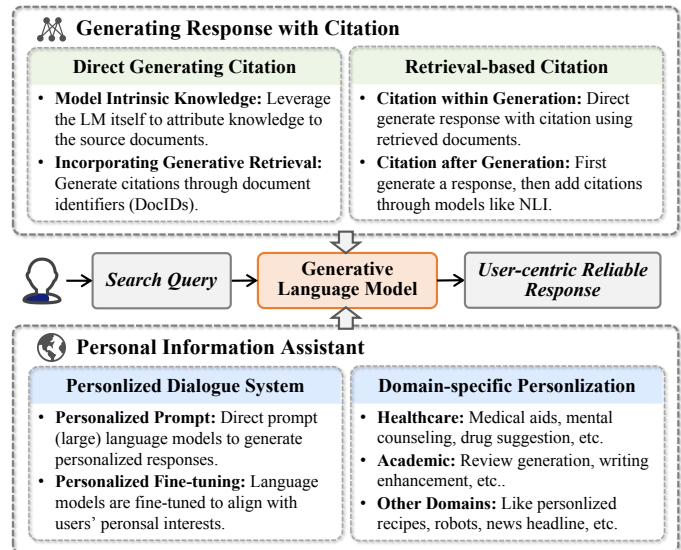 Generating Response with Citation
Direct Generating Citation
• Model Intrinsic Knowledge: Leverage
the LM itself to attribute knowledge to
the source documents.
• Incorporating Generative Retrieval:
Generate citations through document
identifiers (DocIDs).
Retrieval-based Citation
• Citation within Generation: Direct
generate response with citation using
retrieved documents.
• Citation after Generation: First
generate a response, then add citations
through models like NLI.
Search Query
Generative
Language Model
User-centric Reliable
Response
Personal Information Assistant
Personlized Dialogue System
• Personalized Prompt: Direct prompt
(large) language models to generate
personalized responses.
• Personalized Fine-tuning: Language
models are fine-tuned to align with
users’ peronsal interests.
Domain-specific Personlization
• Healthcare: Medical aids, mental
counseling, drug suggestion, etc.
• Academic: Review generation, writing
enhancement, etc..
• Other Domains: Like personlized
recipes, robots, news headline, etc.